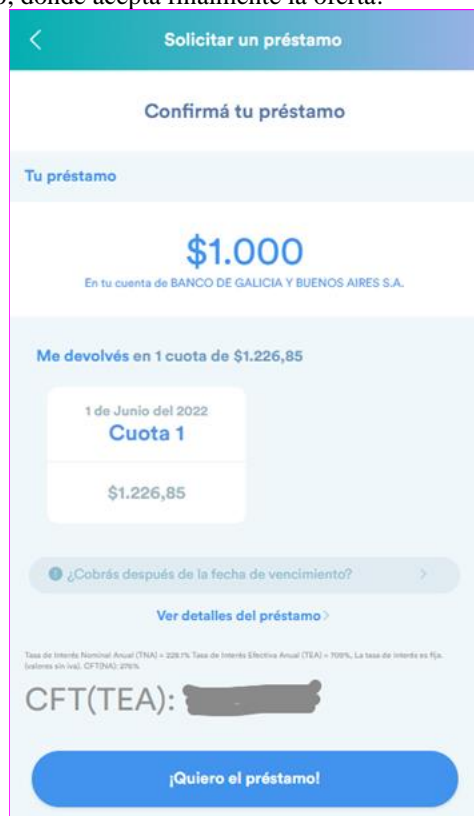 , donde acepta finalmente la oferta:
Solicitar un préstamo
Confirmá tu préstamo
Tu préstamo
$1.000
En tu cuenta de BANCO DE GALICIA Y BUENOS AIRES S.A.
Me devolvés en 1 cuota de $1.226,85
1 de Junio del 2022
Cuota 1
$1.226,85
¿Cobrás después de la fecha de vencimiento?
Ver detalles del préstamo
Tasa de Interés Nominal Anual (TNA) = 228.1% Tasa de Interés Efectiva Anual (TEA) = 709%, La tasa de interés es fija.
(valores sin iva). CFT(NA): 276%
CFT(TEA):
¡Quiero el préstamo!